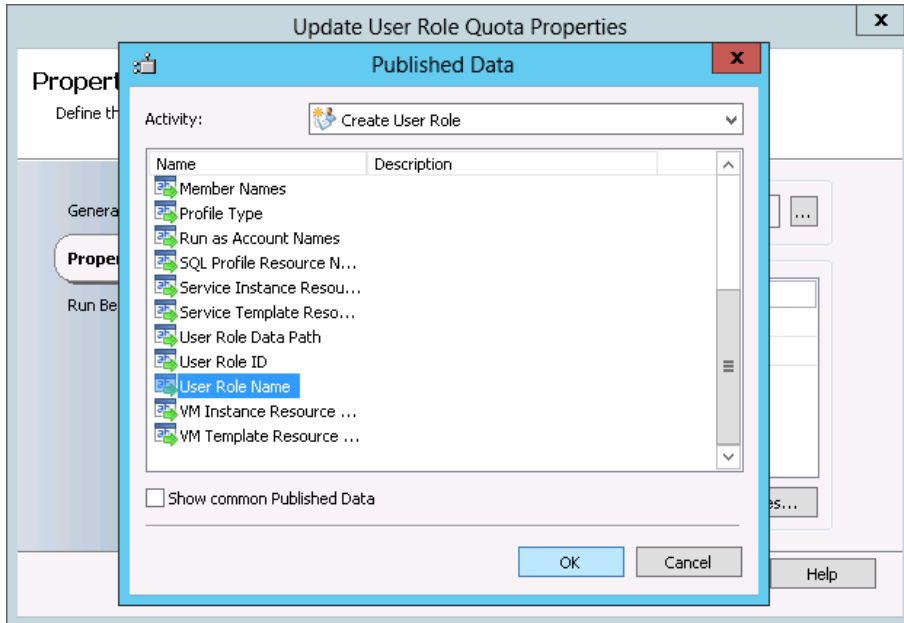 Update User Role Quota Properties
x
Published Data
x
Propert
Define th
Activity:
Create User Role
Name Description
Member Names
Profile Type
Run as Account Names
SQL Profile Resource N...
Service Instance Resou...
Service Template Reso...
User Role Data Path
User Role ID
User Role Name
VM Instance Resource ...
VM Template Resource ...
Genera
Proper
Run Be
...
Show common Published Data
es...
OK
Cancel
Help